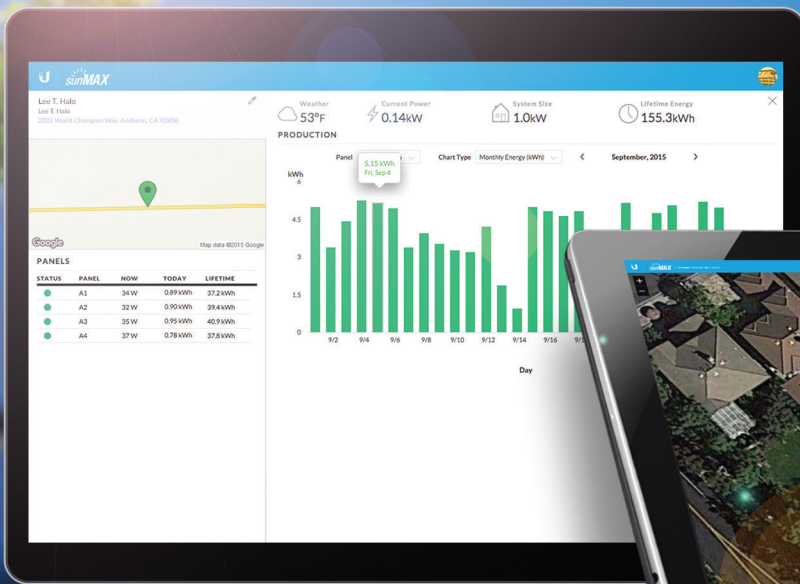 U sunMAX
Lee T. Halo
Lee T. Halo
2002 World Champion Way, Anaheim, CA 92806
Google
Map data ©2015 Google
PANELS
STATUS PANEL NOW TODAY LIFETIME
A1 34 W 0.89 kWh 37.2 kWh
A2 32 W 0.90 kWh 39.4 kWh
A3 35 W 0.95 kWh 40.9 kWh
A4 37 W 0.78 kWh 37.8 kWh
Weather
53°F
Current Power
0.14kW
System Size
1.0kW
Lifetime Energy
155.3kWh
PRODUCTION
Panel
Chart Type Monthly Energy (kWh)
September, 2015
5.15 kWh
Fri, Sep 4
kWh
6
4.5
3
1.5
0
9/2 9/4 9/6 9/8 9/10 9/12 9/14 9/16
Day
U sunMAX